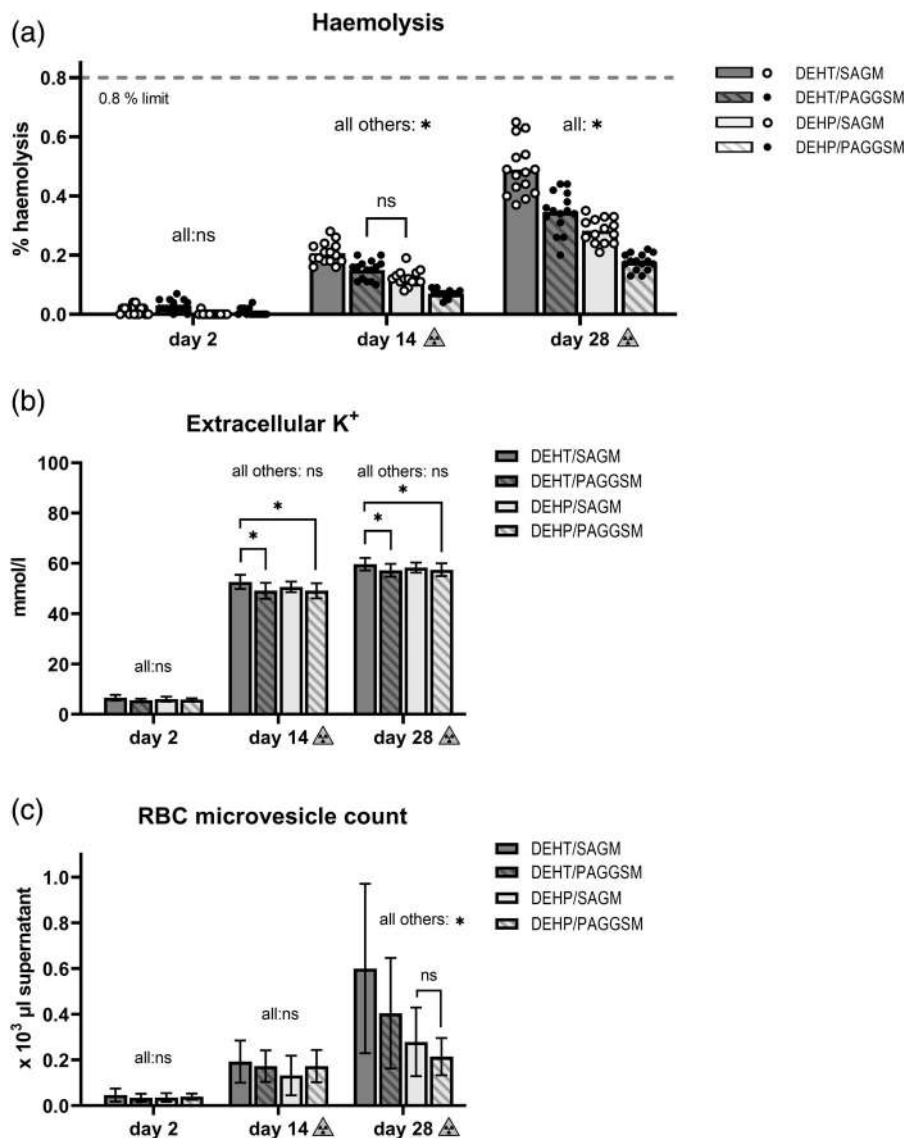 (a)
Haemolysis
0.8
0.6
0.4
0.2
0.0
% haemolysis
0.8 % limit
all:ns
all others: *
ns
all: *
day 2
day 14
day 28
DEHT/SAGM
DEHT/PAGGSM
DEHP/SAGM
DEHP/PAGGSM
(b)
Extracellular K⁺
100
80
60
40
20
0
mmol/l
all:ns
all others: ns
*
*
all others: ns
*
*
day 2
day 14
day 28
DEHT/SAGM
DEHT/PAGGSM
DEHP/SAGM
DEHP/PAGGSM
(c)
RBC microvesicle count
1.0
0.8
0.6
0.4
0.2
0.0
x 10³ µl supernatant
all:ns
all:ns
all others: *
ns
day 2
day 14
day 28
DEHT/SAGM
DEHT/PAGGSM
DEHP/SAGM
DEHP/PAGGSM